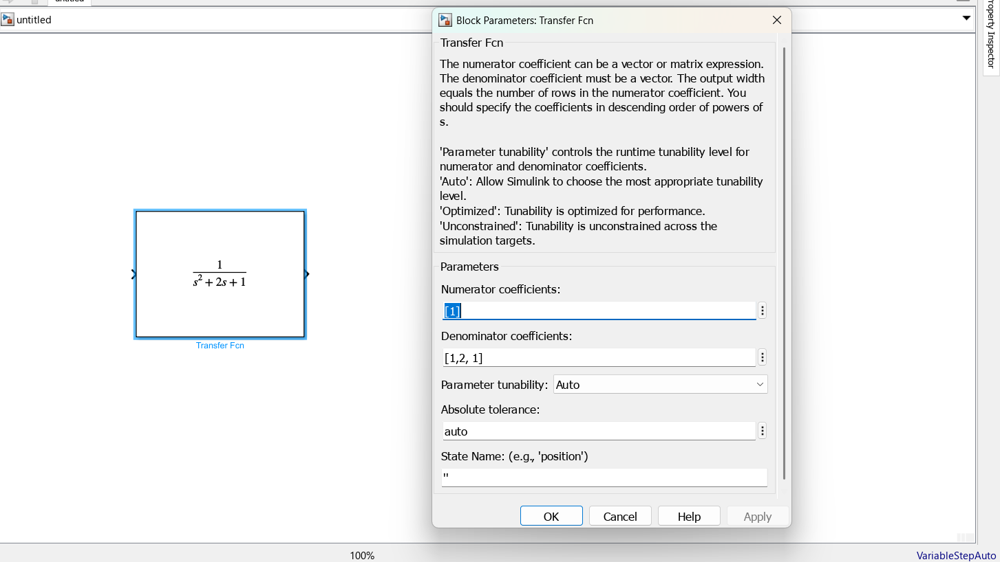 untitled
untitled
Block Parameters: Transfer Fcn
Property Inspector
Transfer Fcn
The numerator coefficient can be a vector or matrix expression.
The denominator coefficient must be a vector. The output width
equals the number of rows in the numerator coefficient. You
should specify the coefficients in descending order of powers of
s.
'Parameter tunability' controls the runtime tunability level for
numerator and denominator coefficients.
'Auto': Allow Simulink to choose the most appropriate tunability
level.
'Optimized': Tunability is optimized for performance.
'Unconstrained': Tunability is unconstrained across the
simulation targets.
1
s² + 2s + 1
Transfer Fcn
Parameters
Numerator coefficients:
[1]
Denominator coefficients:
[1,2, 1]
Parameter tunability: Auto
Absolute tolerance:
auto
State Name: (e.g., 'position')
''
OK Cancel Help Apply
100%
VariableStepAuto